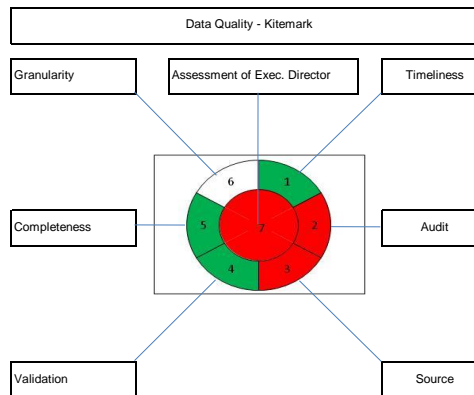 Data Quality - Kitemark
Granularity
Assessment of Exec. Director
Timeliness
6
1
Completeness
5
7
2
Audit
4
3
Validation
Source